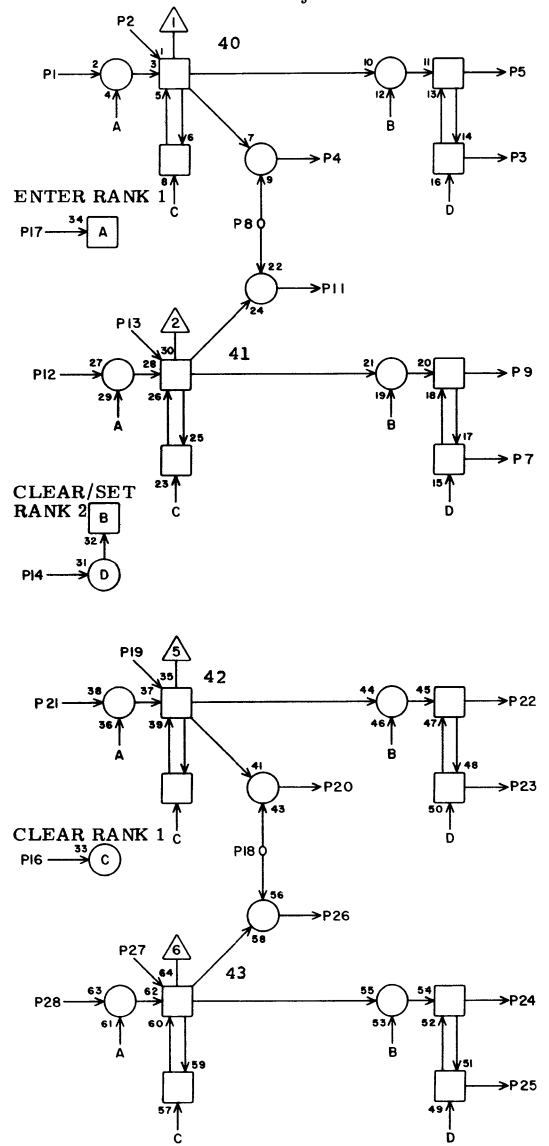 P2 1 40
P1 2 3 1 10 11 P5
4 5 12 13
A 6 7 B 14
8 9 P4 16 P3
C D
ENTER RANK 1
P17 34 A
P8
22
24 P11
P13 2 41
30
P12 27 28 21 20 P9
29 26 19 18
A 25 B 17
23 P7
C 15
D
CLEAR/SET
RANK 2 B
32
31
P14 D
P19 5 42
35
P21 38 37 44 45 P22
36 39 46 47
A 41 B 48
43 P20 50 P23
C D
CLEAR RANK 1
P16 33 C
P18
56
58 P26
P27 6 43
64
P28 63 62 55 54 P24
61 60 53 52
A 59 B 51
57 49 P25
C D